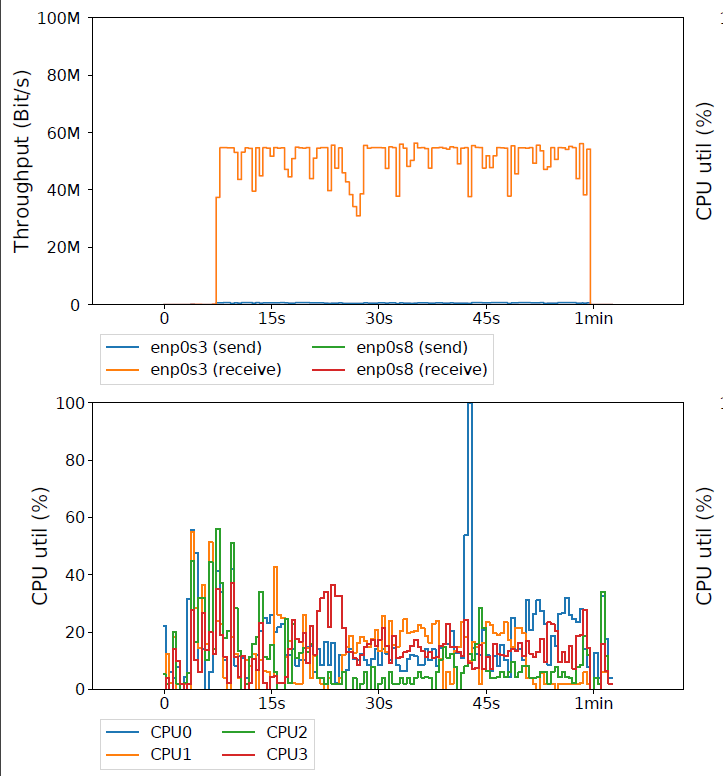 100M
80M
60M
40M
20M
0
Throughput (Bit/s)
0 15s 30s 45s 1min
enp0s3 (send) enp0s8 (send)
enp0s3 (receive) enp0s8 (receive)
CPU util (%)
100
80
60
40
20
0
CPU util (%)
0 15s 30s 45s 1min
CPU0 CPU2
CPU1 CPU3
CPU util (%)